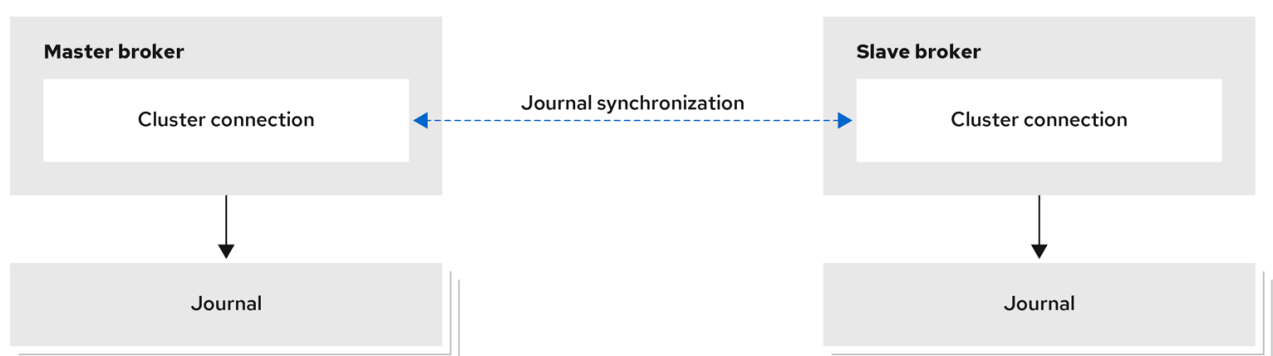 Master broker
Cluster connection
Journal synchronization
Slave broker
Cluster connection
Journal
Journal